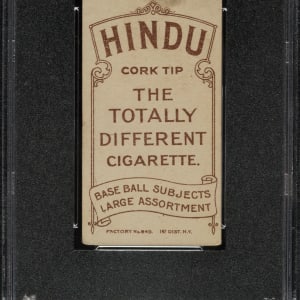 HINDU
CORK TIP
THE
TOTALLY
DIFFERENT
CIGARETTE.
BASE BALL SUBJECTS
LARGE ASSORTMENT
FACTORY No. 649. 1st DIST. N.Y.